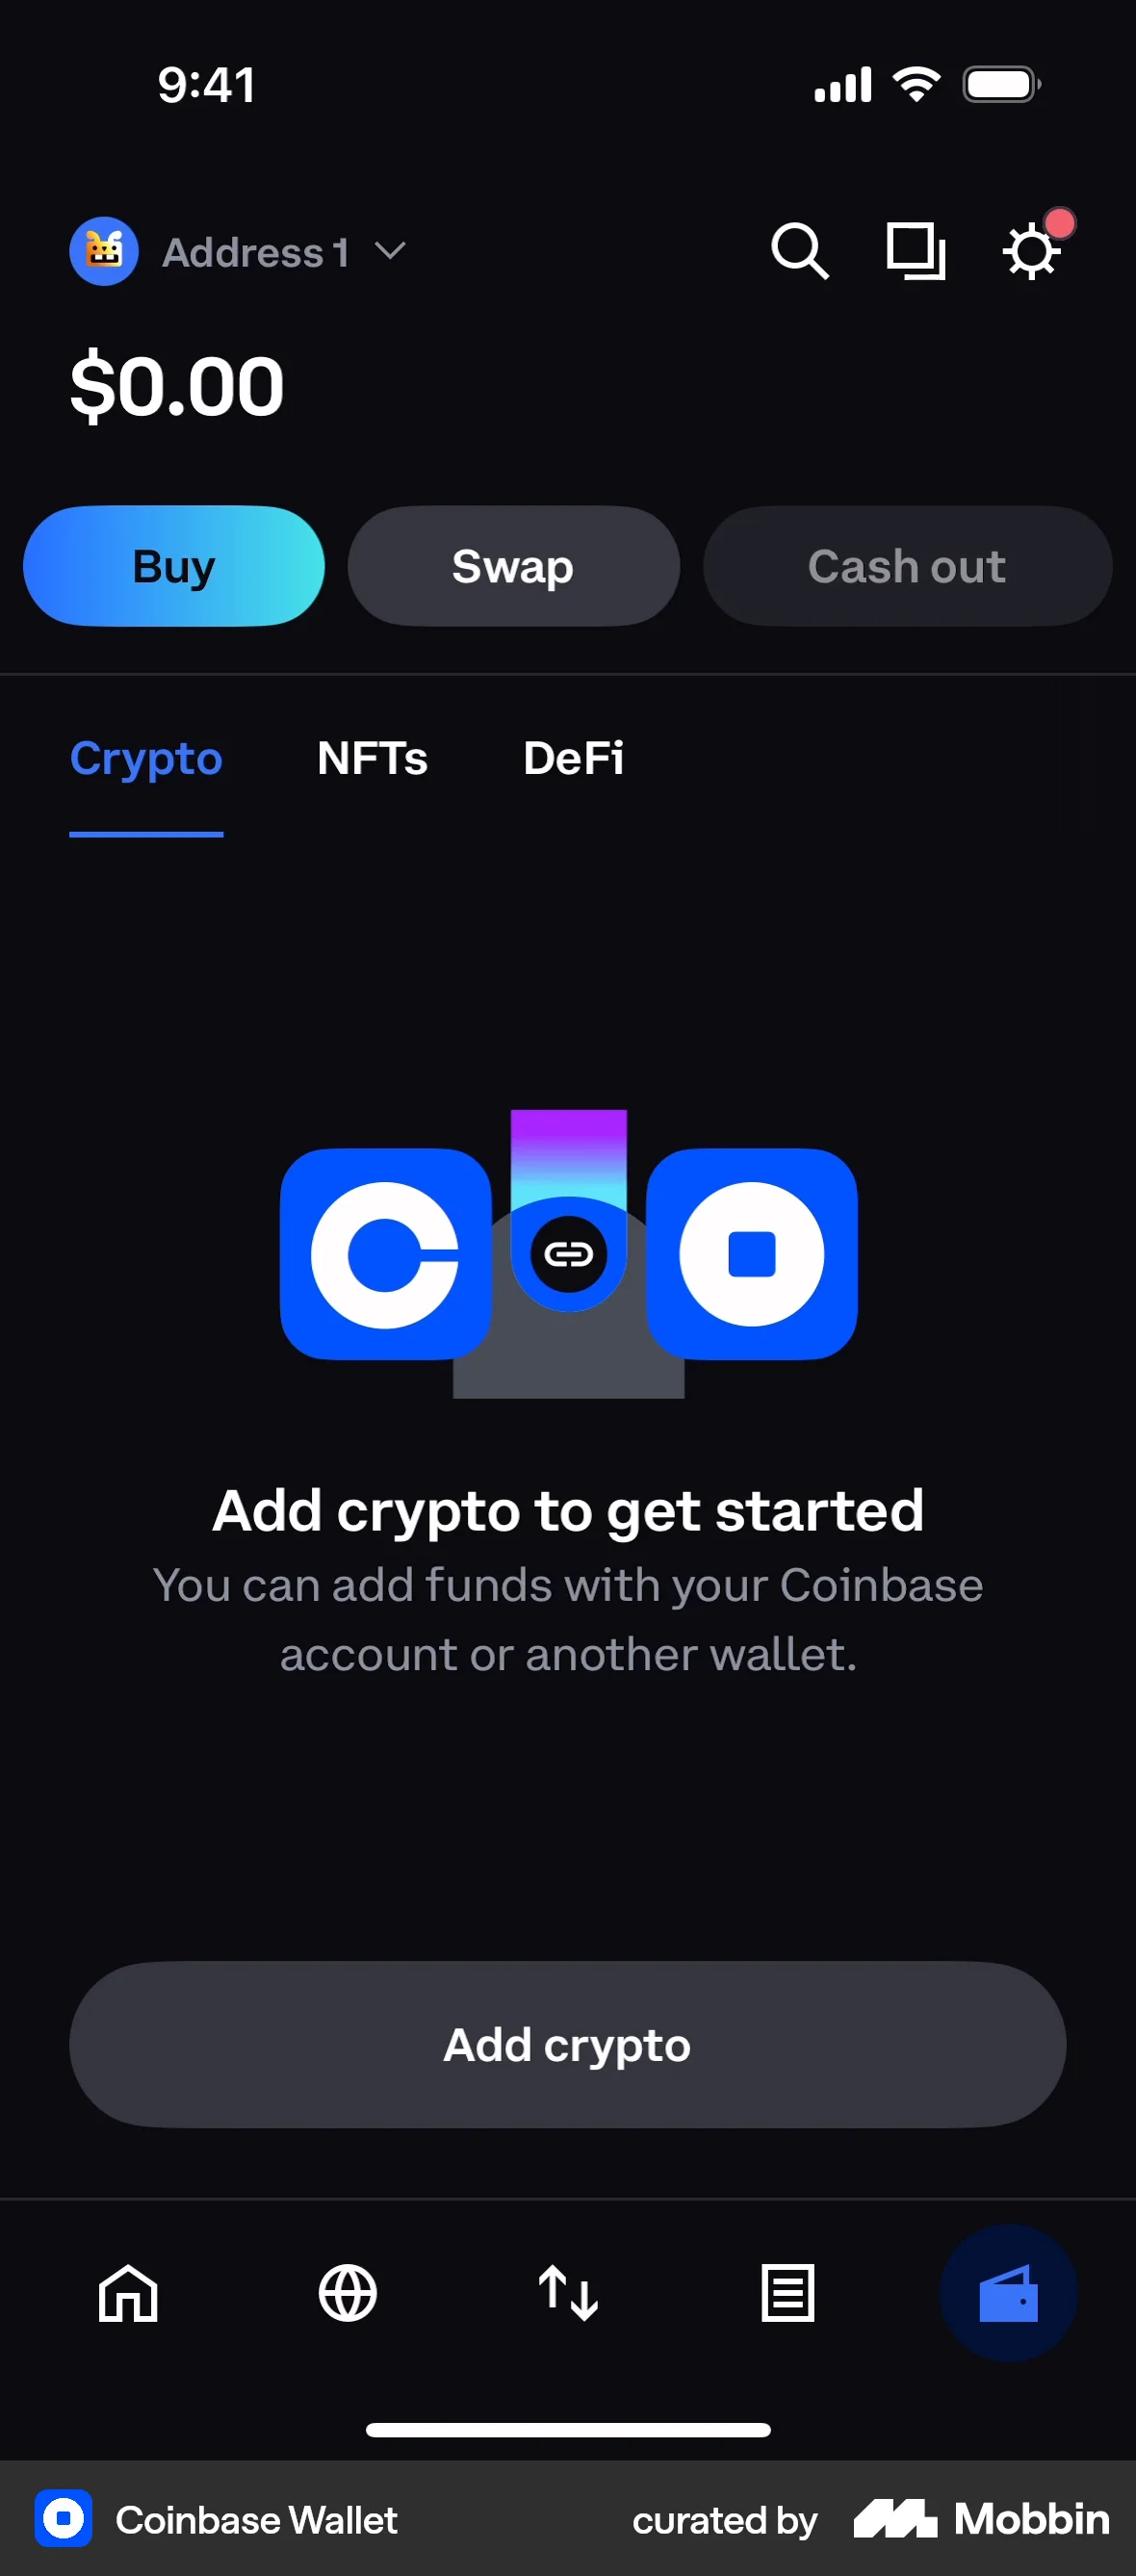 9:41
Address 1
$0.00
Buy
Swap
Cash out
Crypto
NFTs
DeFi
Add crypto to get started
You can add funds with your Coinbase
account or another wallet.
Add crypto
Coinbase Wallet
curated by
Mobbin